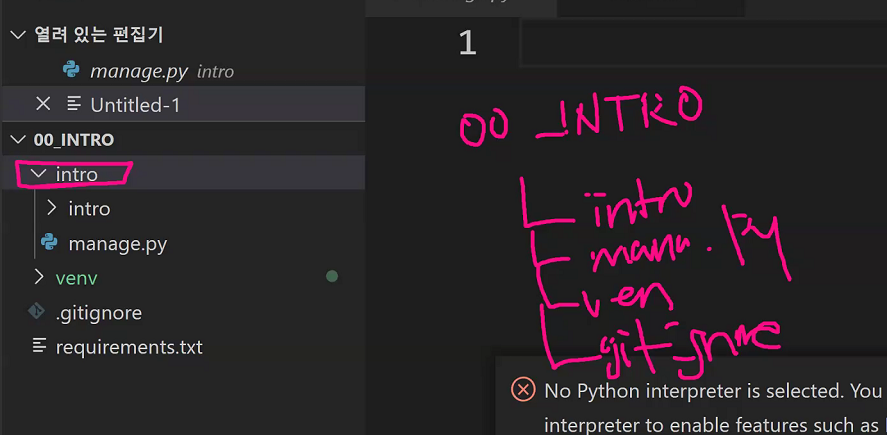 열려 있는 편집기
manage.py intro
Untitled-1
00_INTRO
intro
intro
manage.py
venv
.gitignore
requirements.txt
1
00_INTRO
intro
mana.py
ven
gitignre
No Python interpreter is selected. You
interpreter to enable features such as